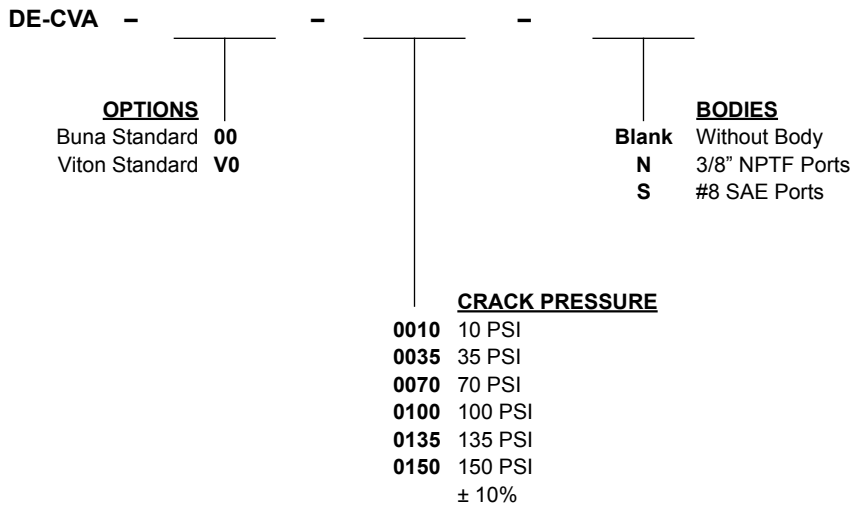 DE-CVA – – –
OPTIONS
Buna Standard 00
Viton Standard V0
BODIES
Blank Without Body
N 3/8” NPTF Ports
S #8 SAE Ports
CRACK PRESSURE
0010 10 PSI
0035 35 PSI
0070 70 PSI
0100 100 PSI
0135 135 PSI
0150 150 PSI
± 10%